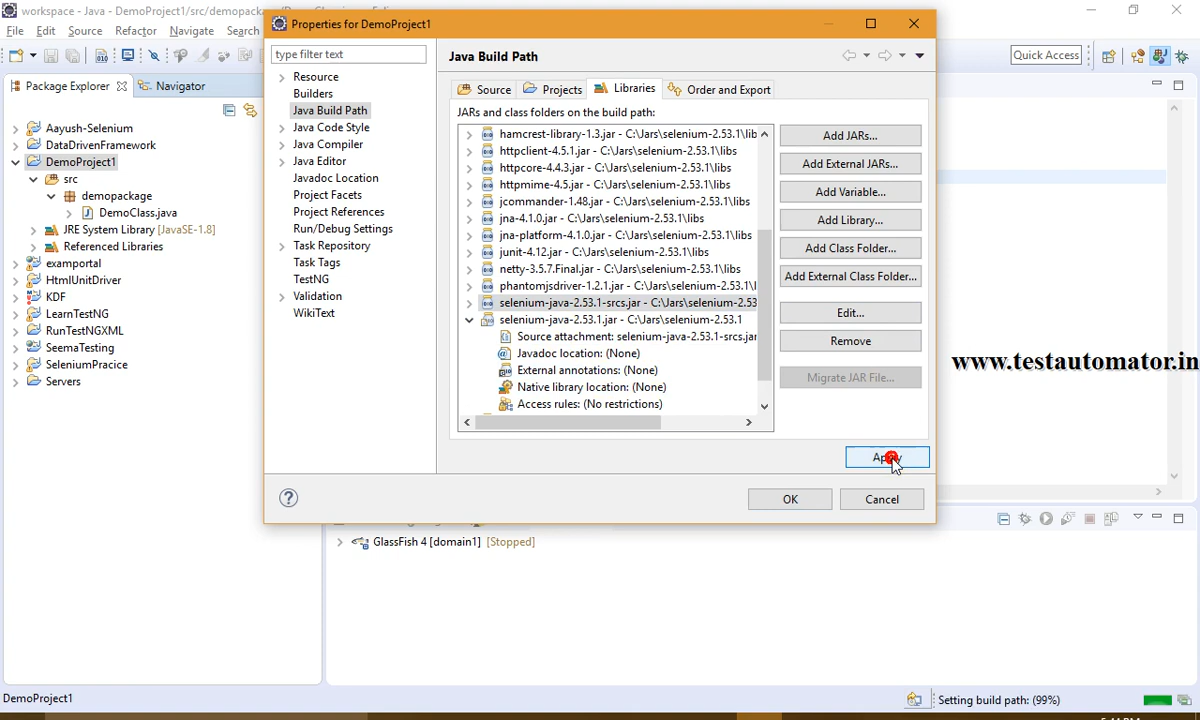 workspace - Java - DemoProject1/src/demopacka
File Edit Source Refactor Navigate Search
Quick Access
Package Explorer Navigator
Aayush-Selenium
DataDrivenFramework
DemoProject1
src
demopackage
DemoClass.java
JRE System Library [JavaSE-1.8]
Referenced Libraries
examportal
HtmlUnitDriver
KDF
LearnTestNG
RunTestNGXML
SeemaTesting
SeleniumPracice
Servers
Properties for DemoProject1
type filter text
Resource
Builders
Java Build Path
Java Code Style
Java Compiler
Java Editor
Javadoc Location
Project Facets
Project References
Run/Debug Settings
Task Repository
Task Tags
TestNG
Validation
WikiText
Java Build Path
Source Projects Libraries Order and Export
JARs and class folders on the build path:
hamcrest-library-1.3.jar - C:\Jars\selenium-2.53.1\lib
httpclient-4.5.1.jar - C:\Jars\selenium-2.53.1\libs
httpcore-4.4.3.jar - C:\Jars\selenium-2.53.1\libs
httpmime-4.5.jar - C:\Jars\selenium-2.53.1\libs
jcommander-1.48.jar - C:\Jars\selenium-2.53.1\libs
jna-4.1.0.jar - C:\Jars\selenium-2.53.1\libs
jna-platform-4.1.0.jar - C:\Jars\selenium-2.53.1\libs
junit-4.12.jar - C:\Jars\selenium-2.53.1\libs
netty-3.5.7.Final.jar - C:\Jars\selenium-2.53.1\libs
phantomjsdriver-1.2.1.jar - C:\Jars\selenium-2.53.1\l
selenium-java-2.53.1-srcs.jar - C:\Jars\selenium-2.53
selenium-java-2.53.1.jar - C:\Jars\selenium-2.53.1
Source attachment: selenium-java-2.53.1-srcs.jar
Javadoc location: (None)
External annotations: (None)
Native library location: (None)
Access rules: (No restrictions)
Add JARs...
Add External JARs...
Add Variable...
Add Library...
Add Class Folder...
Add External Class Folder...
Edit...
Remove
Migrate JAR File...
Apply
OK Cancel
www.testautomator.in
GlassFish 4 [domain1] [Stopped]
DemoProject1
Setting build path: (99%)